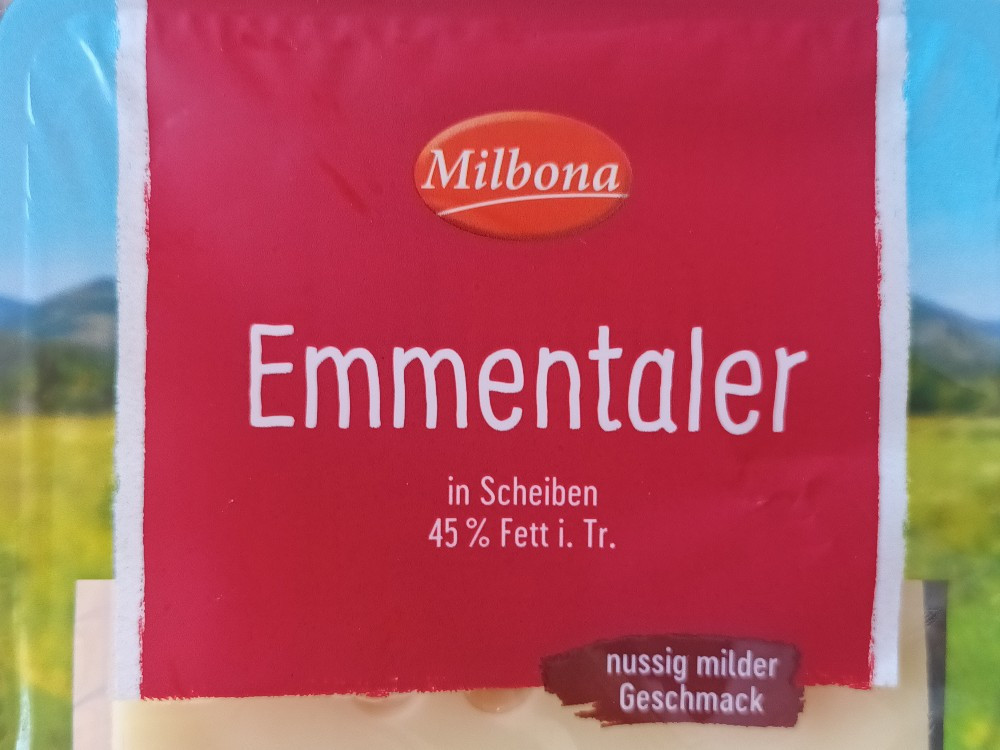 Milbona
Emmentaler
in Scheiben
45 % Fett i. Tr.
nussig milder
Geschmack